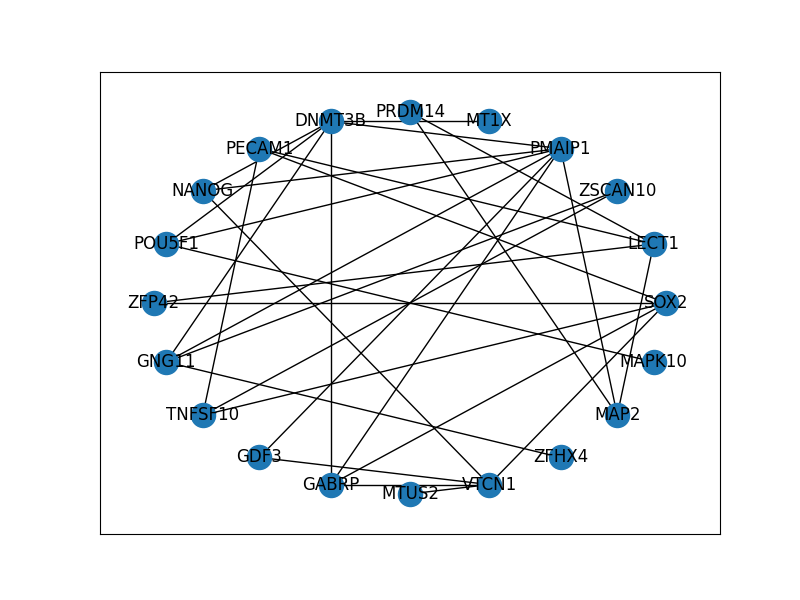 PRDM14
DNMT3B
MT1X
PECAM1
PMAIP1
NANOG
ZSCAN10
POU5F1
LECT1
ZFP42
SOX2
GNG11
MAPK10
TNFSF10
MAP2
GDF3
ZFHX4
GABRP
VTCN1
MTUS2